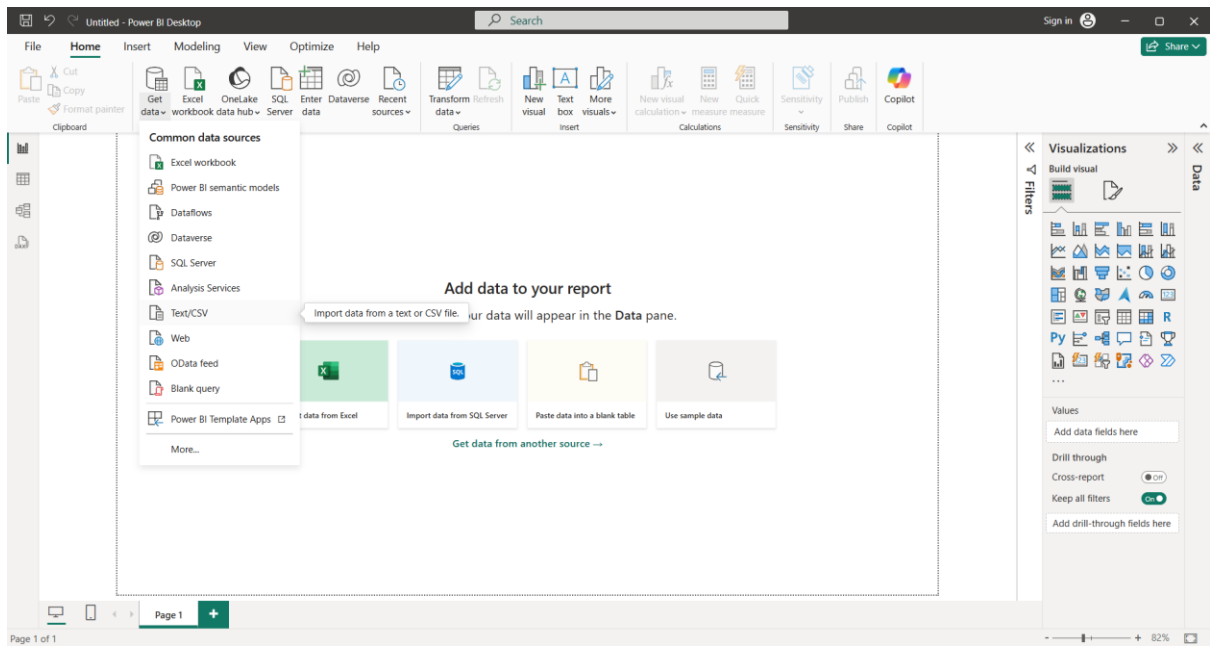 Untitled - Power BI Desktop
Search
Sign in
File Home Insert Modeling View Optimize Help
Share
Paste
Cut
Copy
Format painter
Clipboard
Get data
Excel workbook
OneLake data hub
SQL Server
Enter data
Dataverse
Recent sources
Transform data
Refresh
Queries
New visual
Text box
More visuals
Insert
New visual calculation
New measure
Quick measure
Calculations
Sensitivity
Sensitivity
Publish
Share
Copilot
Copilot
Common data sources
Excel workbook
Power BI semantic models
Dataflows
Dataverse
SQL Server
Analysis Services
Text/CSV
Web
OData feed
Blank query
Power BI Template Apps
More...
Import data from a text or CSV file.
Add data to your report
ur data will appear in the Data pane.
SQL
t data from Excel
Import data from SQL Server
Paste data into a blank table
Use sample data
Get data from another source →
Filters
Visualizations
Build visual
123
R
Py
...
Values
Add data fields here
Drill through
Cross-report
Off
Keep all filters
On
Add drill-through fields here
Data
Page 1
+
Page 1 of 1
- + 82%